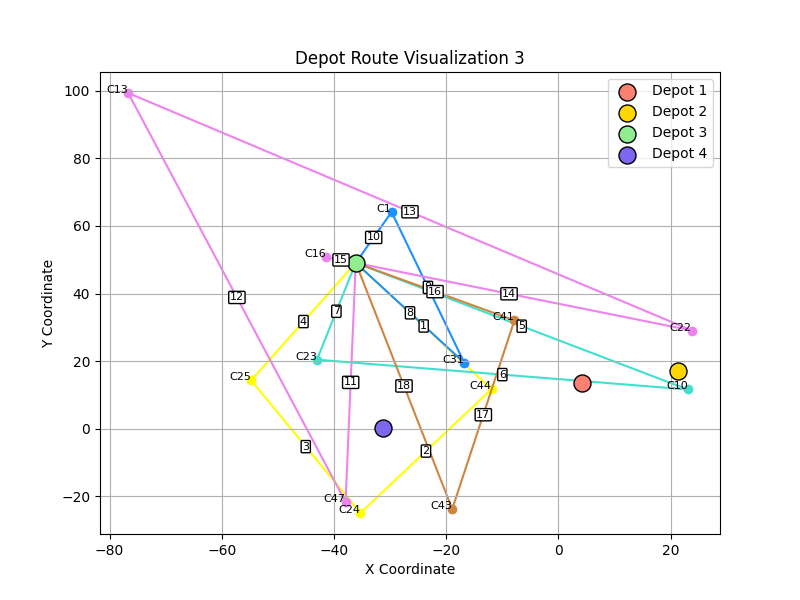 Depot Route Visualization 3
Y Coordinate
100
80
60
40
20
0
−20
−80
−60
−40
−20
0
20
X Coordinate
Depot 1
Depot 2
Depot 3
Depot 4
C13
C1
13
10
C16
15
12
16
14
C22
4
7
8
1
C41
5
C23
C31
6
C25
11
18
C44
C10
17
3
2
C47
C24
C43